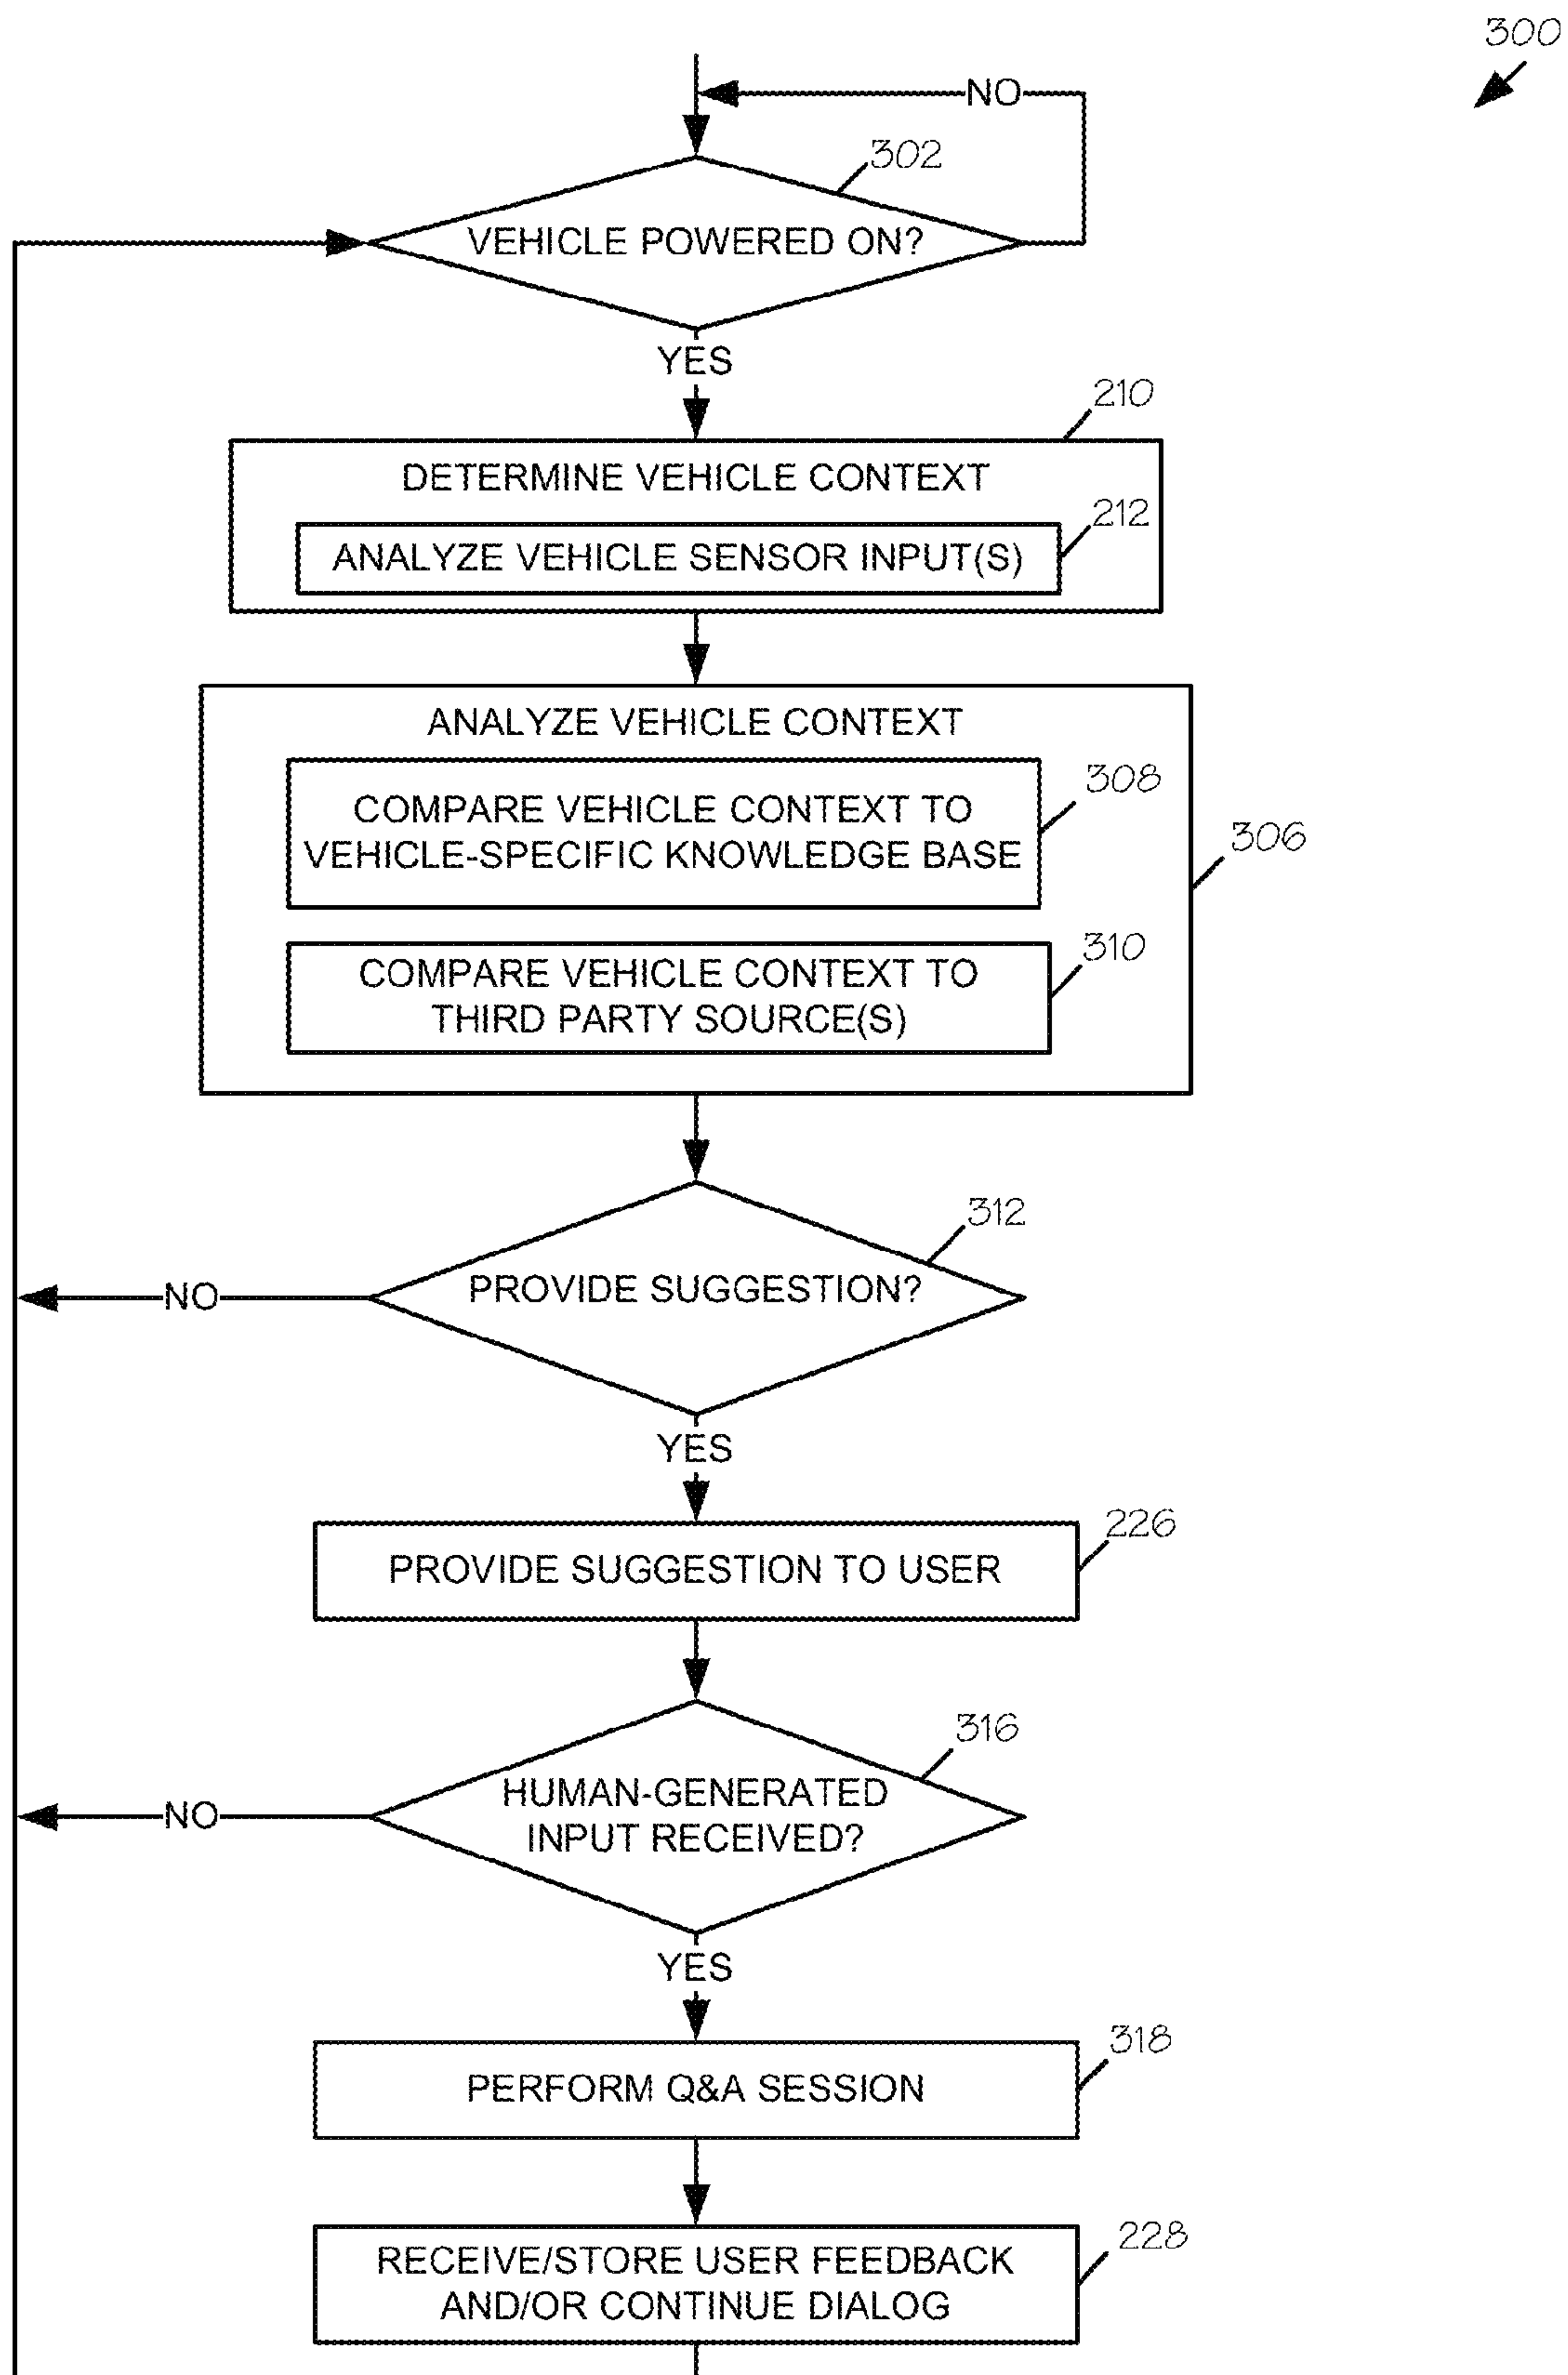 300
NO
302
VEHICLE POWERED ON?
YES
210
DETERMINE VEHICLE CONTEXT
212
ANALYZE VEHICLE SENSOR INPUT(S)
ANALYZE VEHICLE CONTEXT
308
COMPARE VEHICLE CONTEXT TO
VEHICLE-SPECIFIC KNOWLEDGE BASE
306
310
COMPARE VEHICLE CONTEXT TO
THIRD PARTY SOURCE(S)
312
PROVIDE SUGGESTION?
NO
YES
226
PROVIDE SUGGESTION TO USER
316
HUMAN-GENERATED
INPUT RECEIVED?
NO
YES
318
PERFORM Q&A SESSION
228
RECEIVE/STORE USER FEEDBACK
AND/OR CONTINUE DIALOG